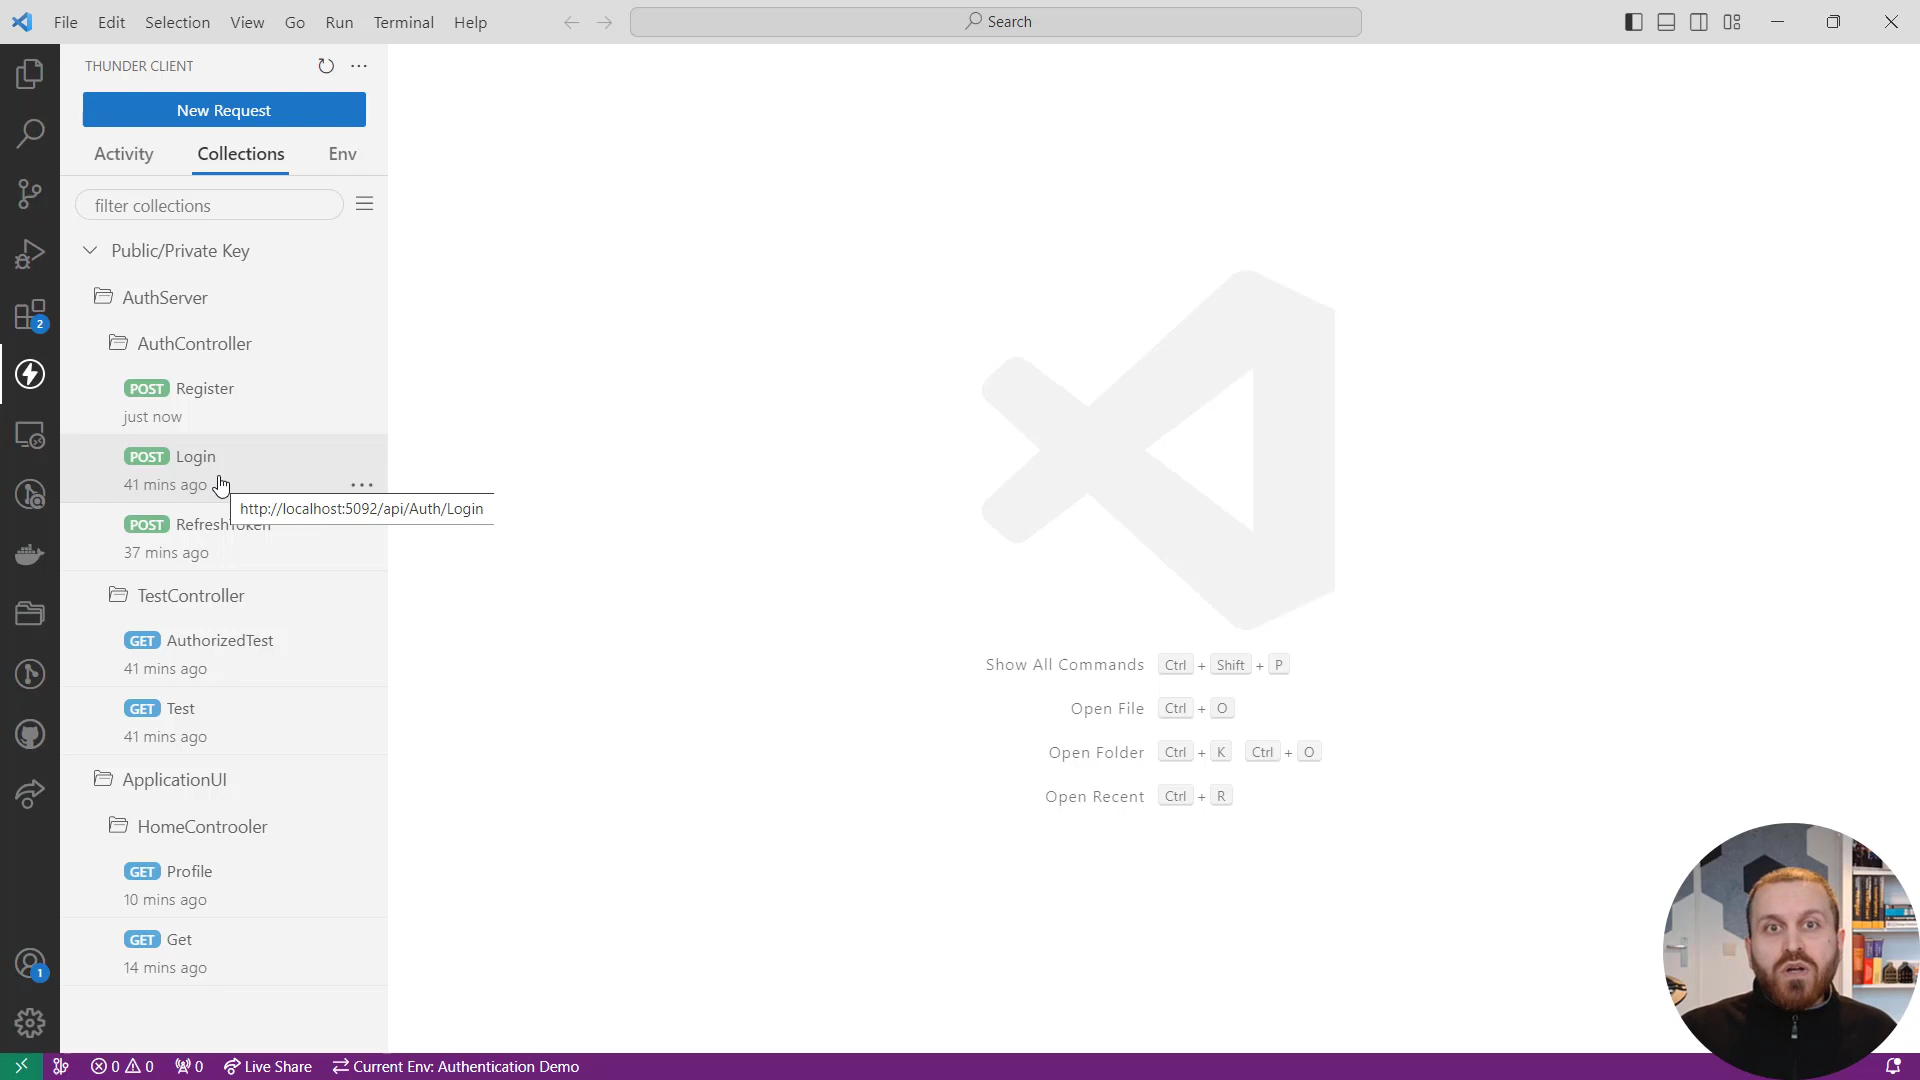 File Edit Selection View Go Run Terminal Help
Search
THUNDER CLIENT
New Request
Activity Collections Env
filter collections
Public/Private Key
AuthServer
AuthController
POST Register
just now
POST Login
41 mins ago
http://localhost:5092/api/Auth/Login
POST RefreshToken
37 mins ago
TestController
GET AuthorizedTest
41 mins ago
GET Test
41 mins ago
ApplicationUI
HomeControoler
GET Profile
10 mins ago
GET Get
14 mins ago
2
1
Show All Commands Ctrl + Shift + P
Open File Ctrl + O
Open Folder Ctrl + K Ctrl + O
Open Recent Ctrl + R
0 0 0 Live Share Current Env: Authentication Demo